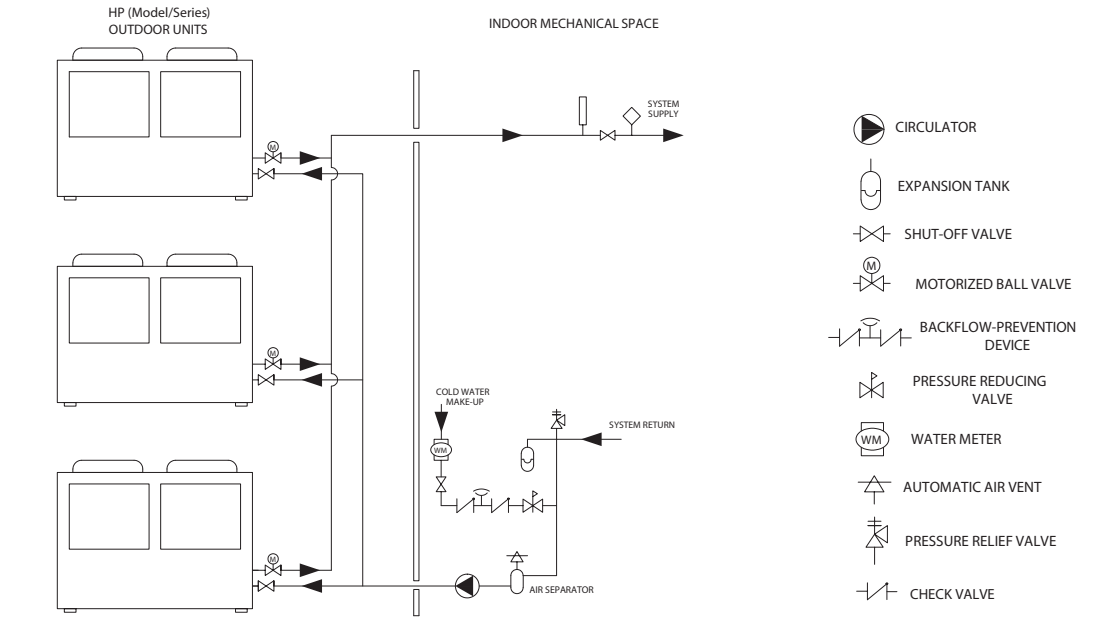 HP (Model/Series)
OUTDOOR UNITS
INDOOR MECHANICAL SPACE
SYSTEM
SUPPLY
M
M
COLD WATER
MAKE-UP
WM
SYSTEM RETURN
M
AIR SEPARATOR
CIRCULATOR
EXPANSION TANK
SHUT-OFF VALVE
M
MOTORIZED BALL VALVE
BACKFLOW-PREVENTION
DEVICE
PRESSURE REDUCING
VALVE
WM
WATER METER
AUTOMATIC AIR VENT
PRESSURE RELIEF VALVE
CHECK VALVE